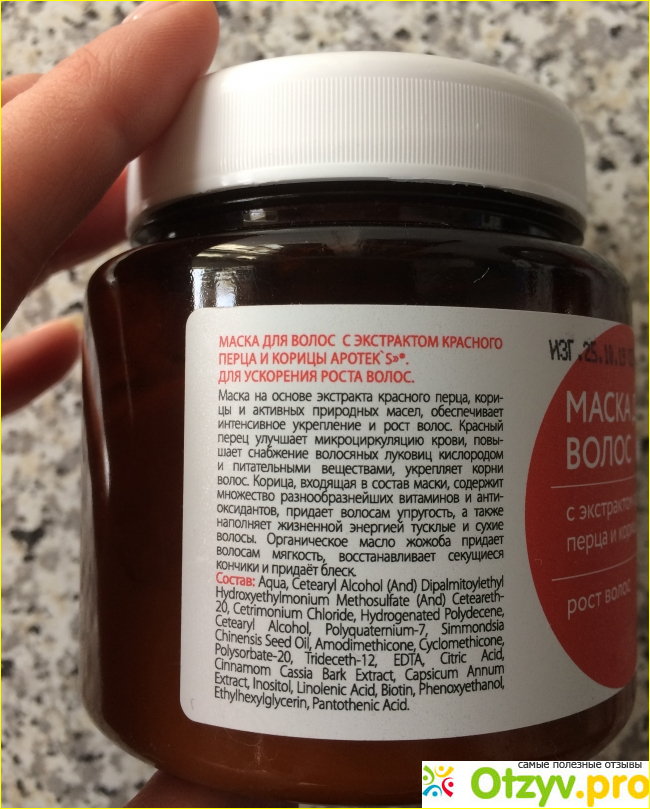 МАСКА ДЛЯ ВОЛОС С ЭКСТРАКТОМ КРАСНОГО
ПЕРЦА И КОРИЦЫ APOTEK`S»®.
ДЛЯ УСКОРЕНИЯ РОСТА ВОЛОС.
Маска на основе экстракта красного перца, кори-
цы и активных природных масел, обеспечивает
интенсивное укрепление и рост волос. Красный
перец улучшает микроциркуляцию крови, повы-
шает снабжение волосяных луковиц кислородом
и питательными веществами, укрепляет корни
волос. Корица, входящая в состав маски, содержит
множество разнообразнейших витаминов и анти-
оксидантов, придает волосам упругость, а также
наполняет жизненной энергией тусклые и сухие
волосы. Органическое масло жожоба придает
волосам мягкость, восстанавливает секущиеся
кончики и придаёт блеск.
Состав: Aqua, Cetearyl Alcohol (And) Dipalmitoylethyl
Hydroxyethylmonium Methosulfate (And) Ceteareth-
20, Cetrimonium Chloride, Hydrogenated Polydecene,
Cetearyl Alcohol, Polyquaternium-7, Simmondsia
Chinensis Seed Oil, Amodimethicone, Cyclomethicone,
Polysorbate-20, Trideceth-12, EDTA, Citric Acid,
Cinnamom Cassia Bark Extract, Capsicum Annum
Extract, Inositol, Linolenic Acid, Biotin, Phenoxyethanol,
Ethylhexylglycerin, Pantothenic Acid.
ИЗГ.25.10.19
МАСКА
ВОЛОС
с экстрактом
перца и кори
рост волос
самые полезные отзывы
Otzyv.pro